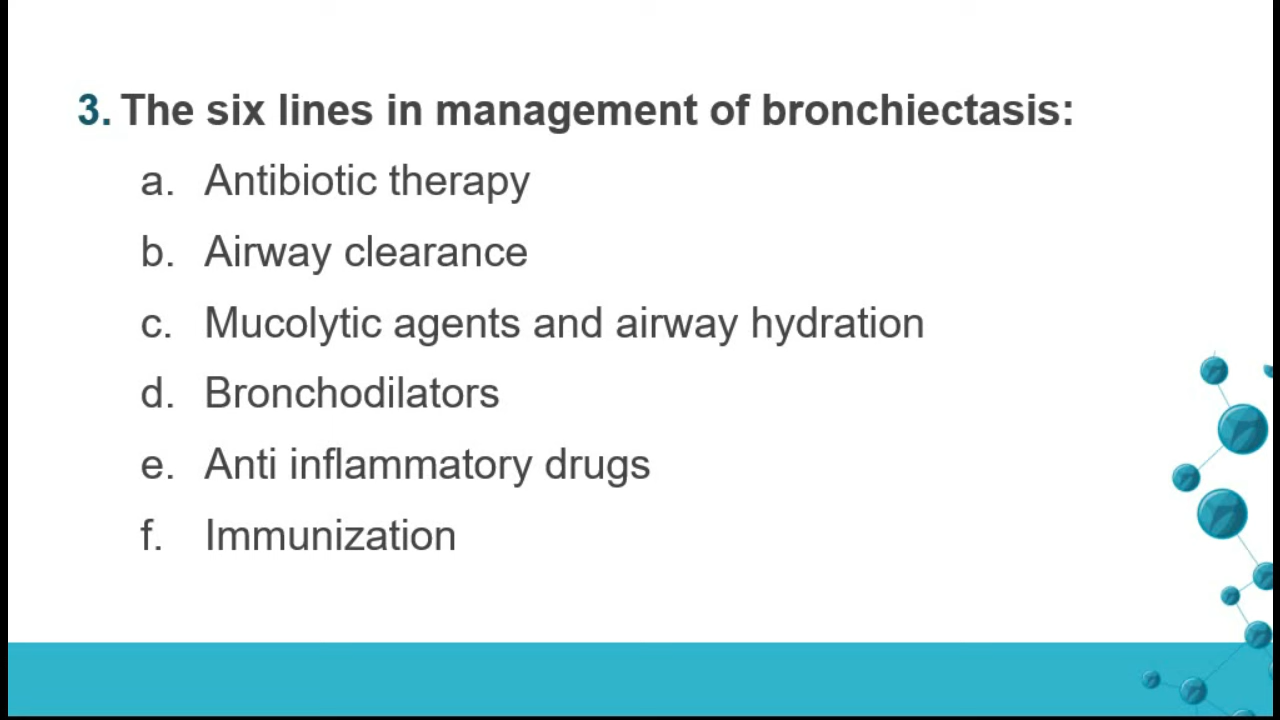 3. The six lines in management of bronchiectasis:
a. Antibiotic therapy
b. Airway clearance
c. Mucolytic agents and airway hydration
d. Bronchodilators
e. Anti inflammatory drugs
f. Immunization